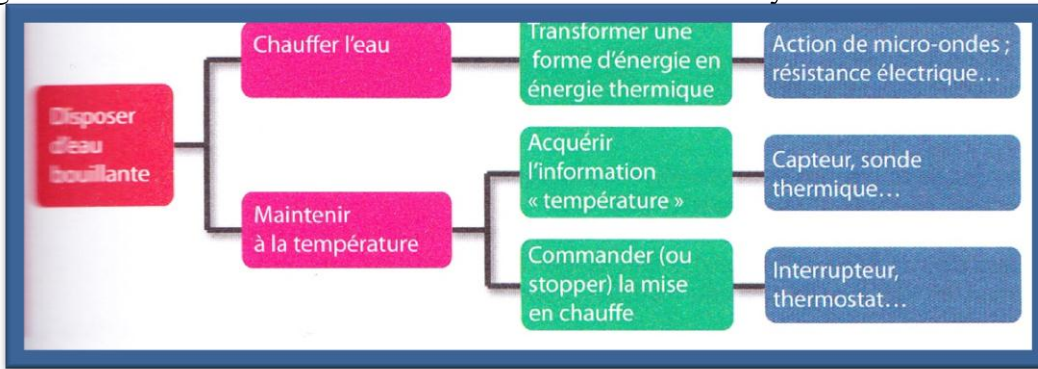 Disposer
d'eau
bouillante
Chauffer l'eau
Maintenir
à la température
Transformer une
forme d'énergie en
énergie thermique
Acquérir
l'information
« température »
Commander (ou
stopper) la mise
en chauffe
Action de micro-ondes ;
résistance électrique…
Capteur, sonde
thermique…
Interrupteur,
thermostat…